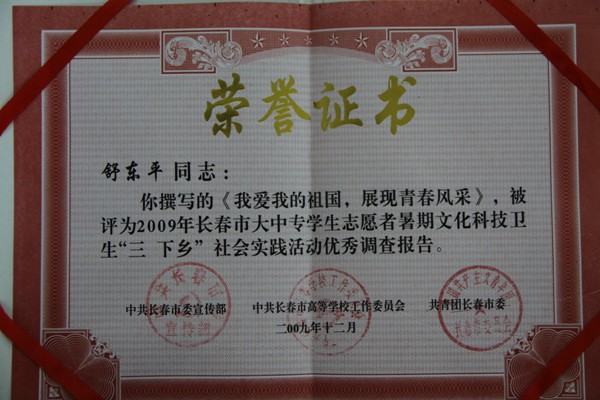 荣誉证书
舒东平同志：
你撰写的《我爱我的祖国，展现青春风采》，被
评为2009年长春市大中专学生志愿者暑期文化科技卫
生“三 下乡”社会实践活动优秀调查报告。
中共长春市委宣传部 中共长春市高等学校工作委员会 共青团长春市委
二00九年十二月
宣传部